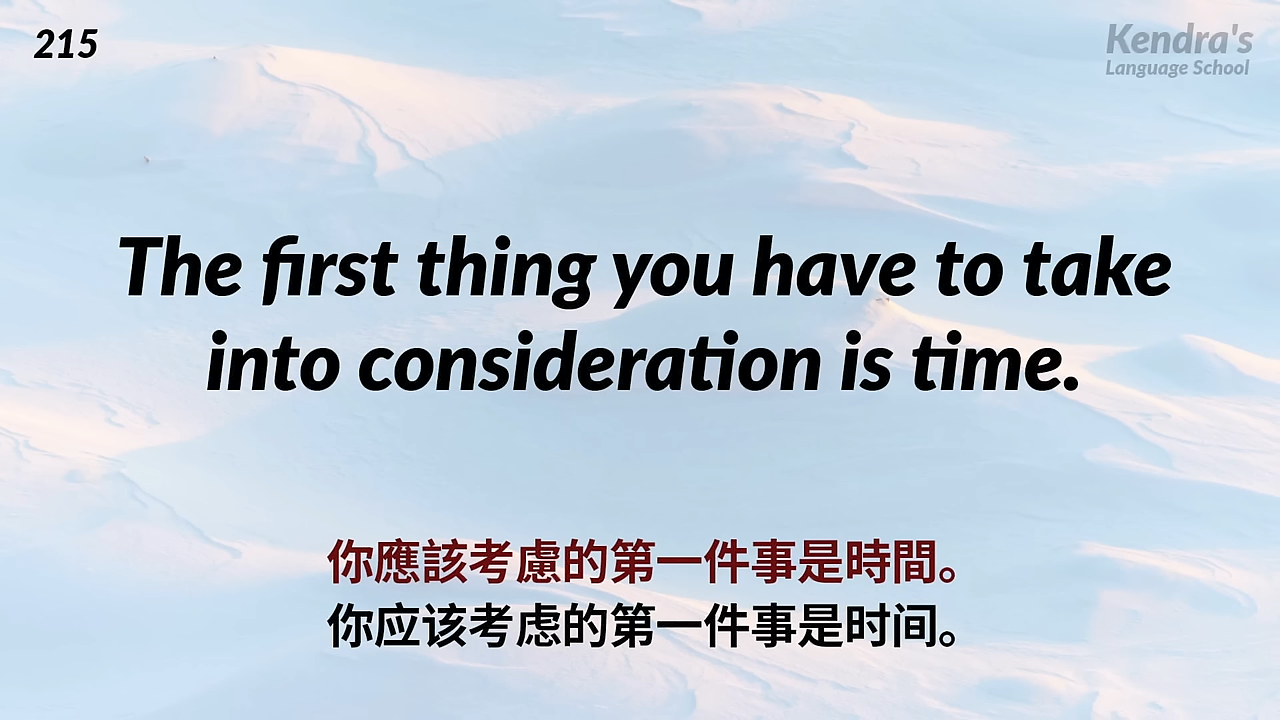 215
Kendra's
Language School
The first thing you have to take
into consideration is time.
你應該考慮的第一件事是時間。
你应该考虑的第一件事是时间。